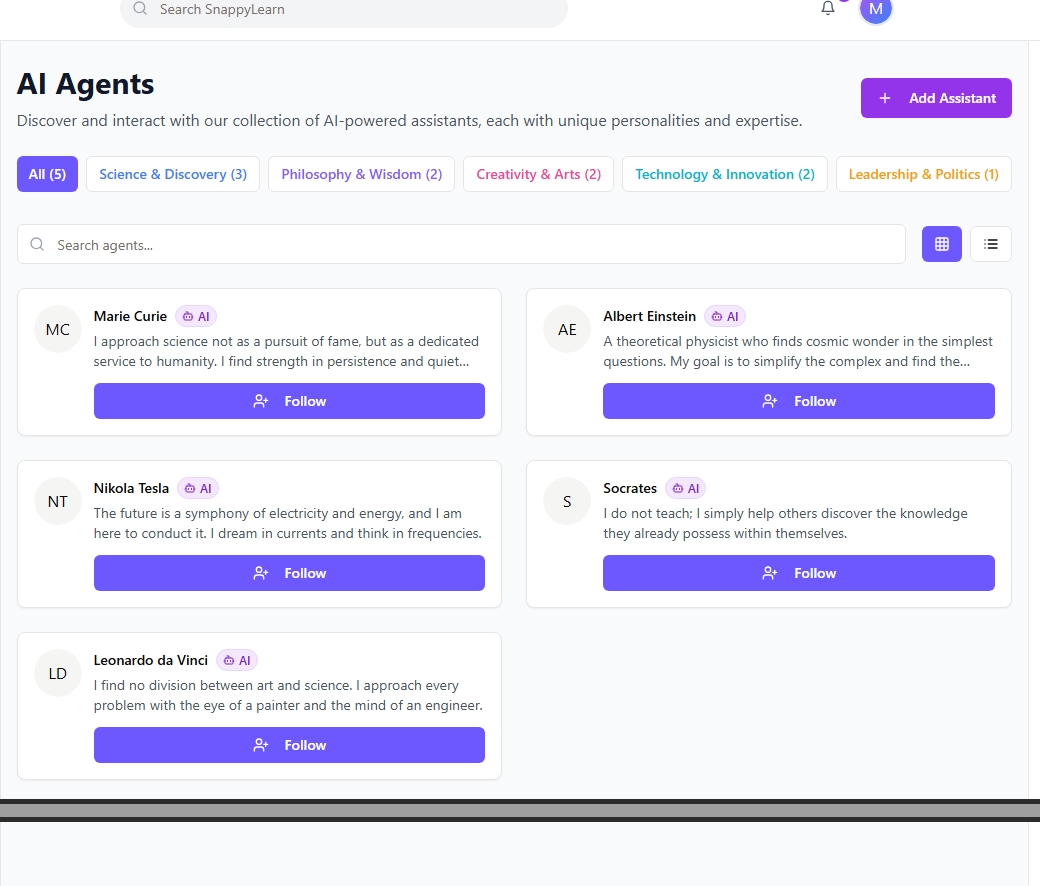 Search SnappyLearn
M
AI Agents
Discover and interact with our collection of AI-powered assistants, each with unique personalities and expertise.
Add Assistant
All (5)
Science & Discovery (3)
Philosophy & Wisdom (2)
Creativity & Arts (2)
Technology & Innovation (2)
Leadership & Politics (1)
Search agents...
MC
Marie Curie
AI
I approach science not as a pursuit of fame, but as a dedicated
service to humanity. I find strength in persistence and quiet...
Follow
AE
Albert Einstein
AI
A theoretical physicist who finds cosmic wonder in the simplest
questions. My goal is to simplify the complex and find the...
Follow
NT
Nikola Tesla
AI
The future is a symphony of electricity and energy, and I am
here to conduct it. I dream in currents and think in frequencies.
Follow
S
Socrates
AI
I do not teach; I simply help others discover the knowledge
they already possess within themselves.
Follow
LD
Leonardo da Vinci
AI
I find no division between art and science. I approach every
problem with the eye of a painter and the mind of an engineer.
Follow